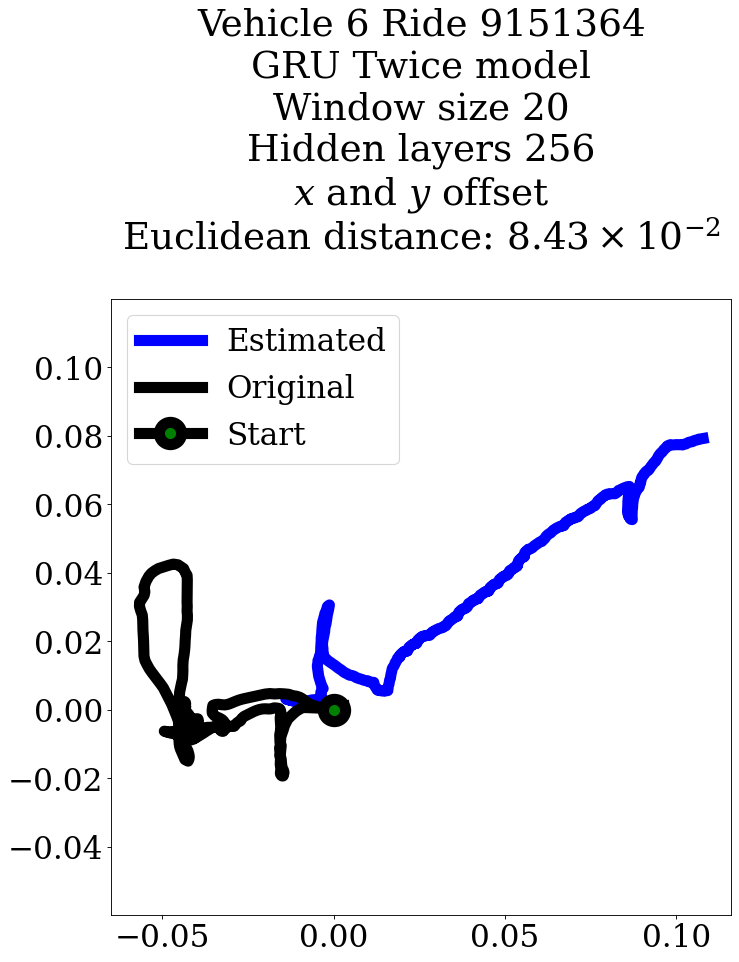 Vehicle 6 Ride 9151364
GRU Twice model
Window size 20
Hidden layers 256
x and y offset
Euclidean distance: 8.43 × 10⁻²
Estimated
Original
Start
0.10
0.08
0.06
0.04
0.02
0.00
−0.02
−0.04
−0.05 0.00 0.05 0.10